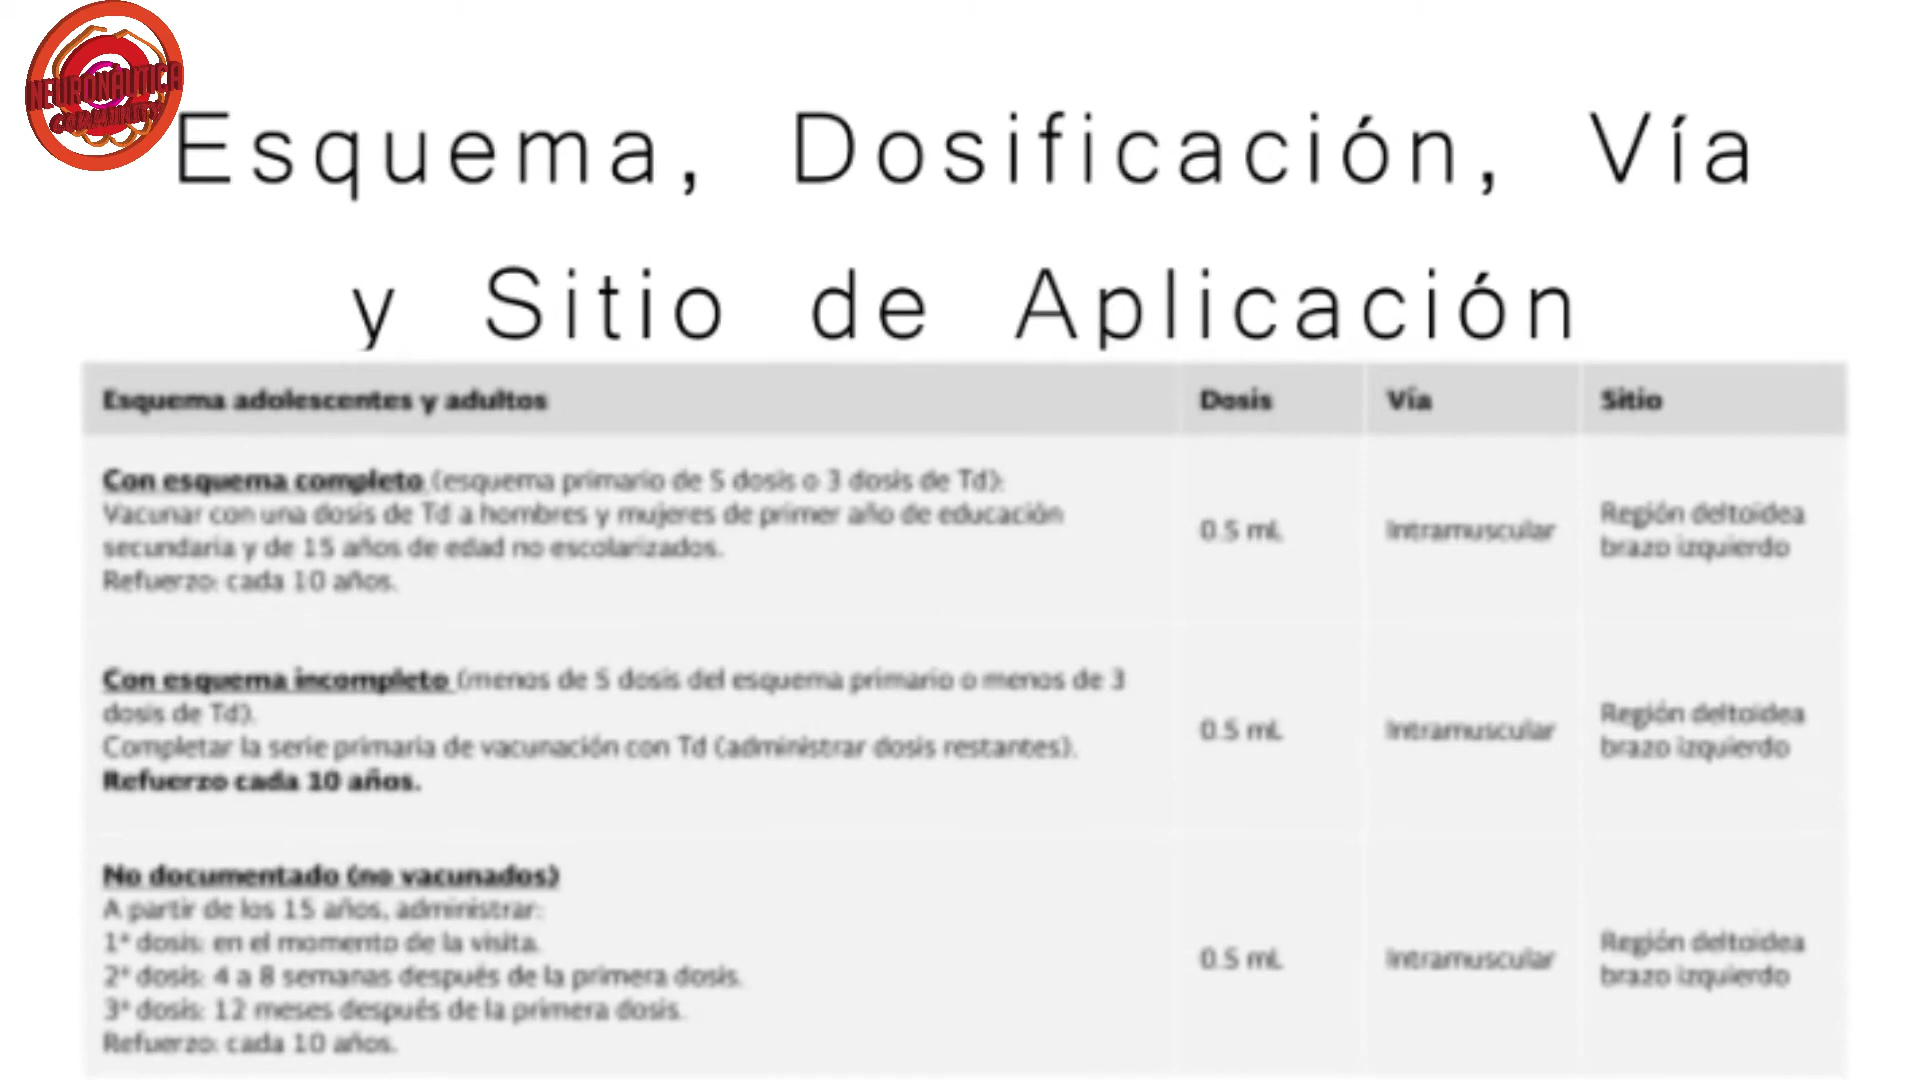 NEURONÁUTICA
COMMUNITY
Esquema, Dosificación, Vía
y Sitio de Aplicación
Esquema adolescentes y adultos Dosis Vía Sitio
Con esquema completo (esquema primario de 5 dosis o 3 dosis de Td):
Vacunar con una dosis de Td a hombres y mujeres de primer año de educación
secundaria y de 15 años de edad no escolarizados.
Refuerzo: cada 10 años.
0.5 mL
Intramuscular
Región deltoidea
brazo izquierdo
Con esquema incompleto (menos de 5 dosis del esquema primario o menos de 3
dosis de Td).
Completar la serie primaria de vacunación con Td (administrar dosis restantes).
Refuerzo cada 10 años.
0.5 mL
Intramuscular
Región deltoidea
brazo izquierdo
No documentado (no vacunados)
A partir de los 15 años, administrar:
1ª dosis: en el momento de la visita.
2ª dosis: 4 a 8 semanas después de la primera dosis.
3ª dosis: 12 meses después de la primera dosis.
Refuerzo: cada 10 años.
0.5 mL
Intramuscular
Región deltoidea
brazo izquierdo